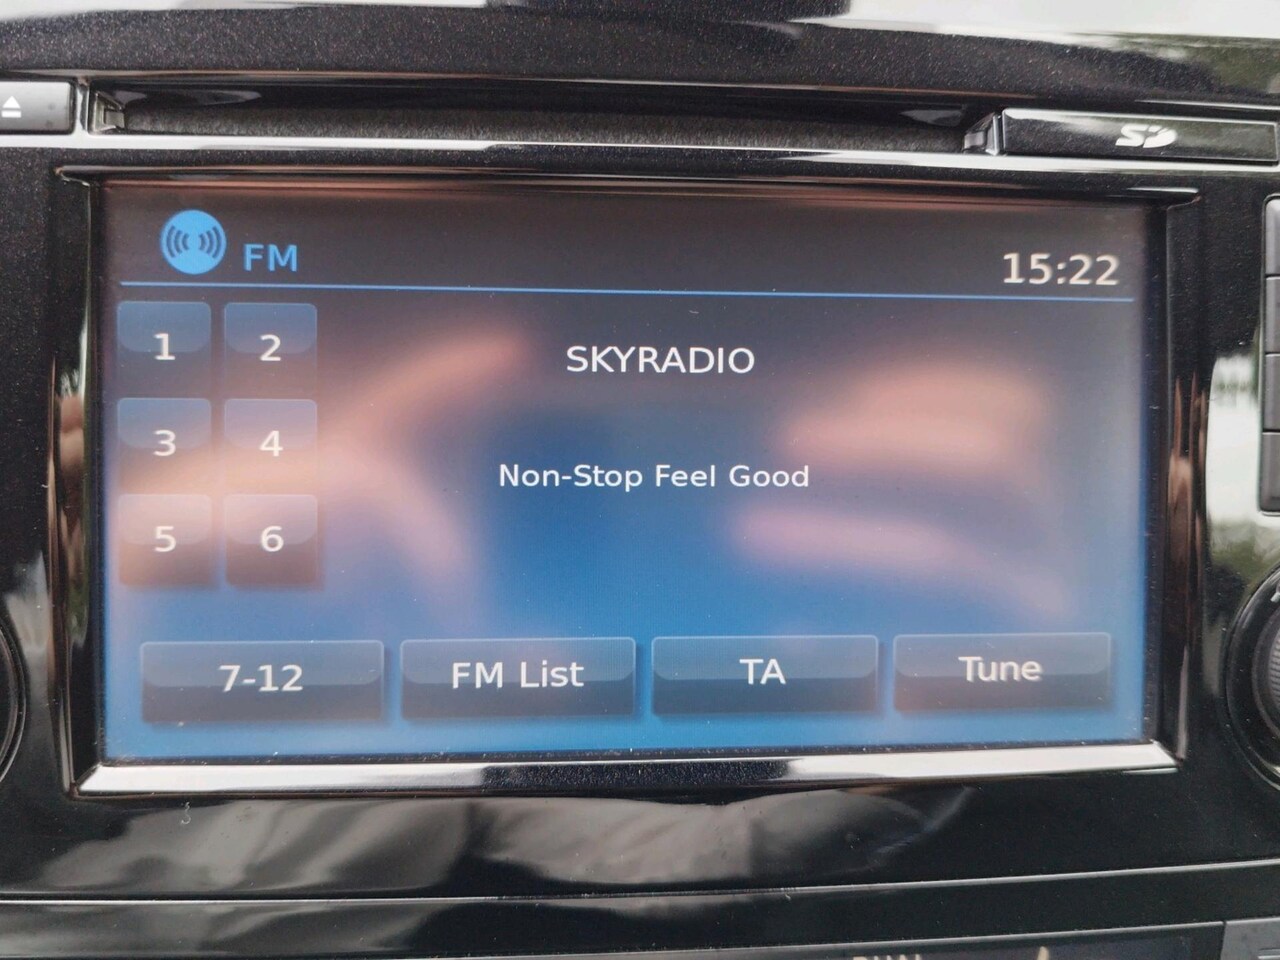 SD
FM
15:22
1 2
SKYRADIO
3 4
Non-Stop Feel Good
5 6
7-12 FM List TA Tune